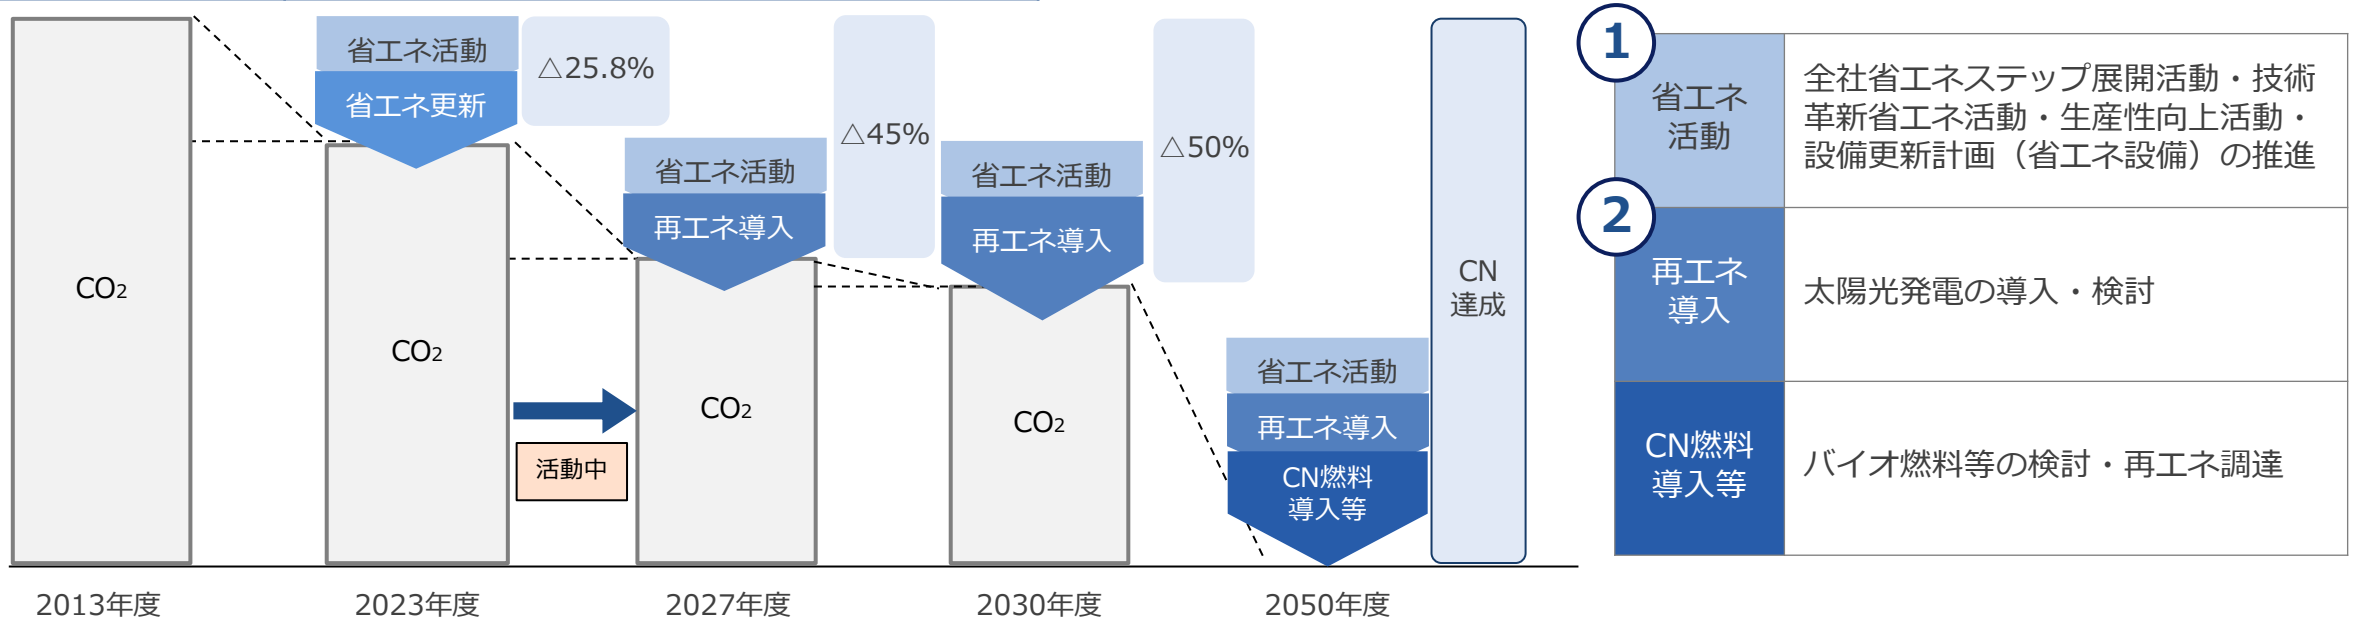 省エネ活動
省エネ更新
△25.8%
省エネ活動
再エネ導入
△45%
省エネ活動
再エネ導入
△50%
省エネ活動
再エネ導入
CN燃料
導入等
CN
達成
CO2
CO2
CO2
CO2
活動中
2013年度
2023年度
2027年度
2030年度
2050年度
1
省エネ
活動
全社省エネステップ展開活動・技術
革新省エネ活動・生産性向上活動・
設備更新計画（省エネ設備）の推進
2
再エネ
導入
太陽光発電の導入・検討
CN燃料
導入等
バイオ燃料等の検討・再エネ調達